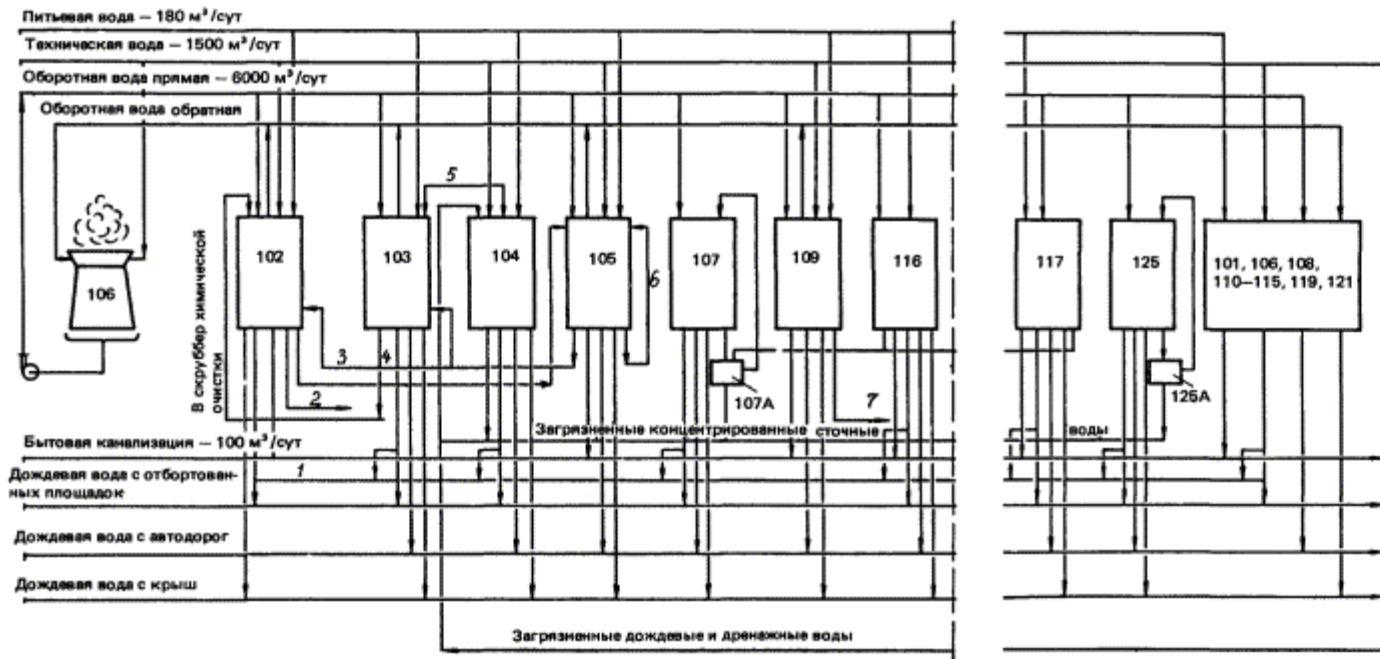 Питьевая вода — 180 м³/сут
Техническая вода — 1500 м³/сут
Оборотная вода прямая — 6000 м³/сут
Оборотная вода обратная
5
102
103
104
105
107
109
116
117
125
101, 106, 108,
110—115, 119, 121
106
6
В скруббер химической
очистки
3
4
2
107А
7
125А
Загрязненные концентрированные сточные воды
Бытовая канализация — 100 м³/сут
1
Дождевая вода с отбортован-
ных площадок
Дождевая вода с автодорог
Дождевая вода с крыш
Загрязненные дождевые и дренажные воды